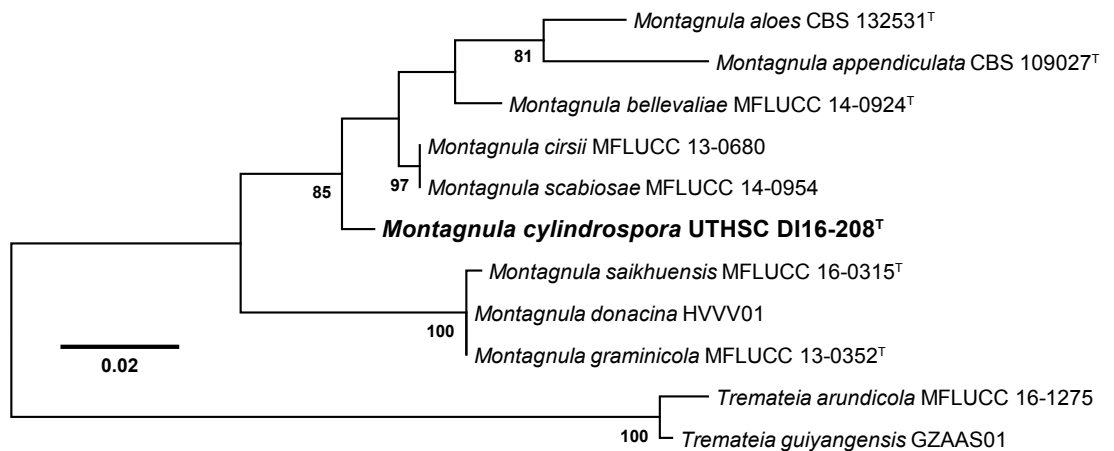 Montagnula aloes CBS 132531ᵀ
81
Montagnula appendiculata CBS 109027ᵀ
Montagnula bellevaliae MFLUCC 14-0924ᵀ
Montagnula cirsii MFLUCC 13-0680
97
85
Montagnula scabiosae MFLUCC 14-0954
Montagnula cylindrospora UTHSC DI16-208ᵀ
Montagnula saikhuensis MFLUCC 16-0315ᵀ
Montagnula donacina HVVV01
100
Montagnula graminicola MFLUCC 13-0352ᵀ
0.02
Tremateia arundicola MFLUCC 16-1275
100
Tremateia guiyangensis GZAAS01